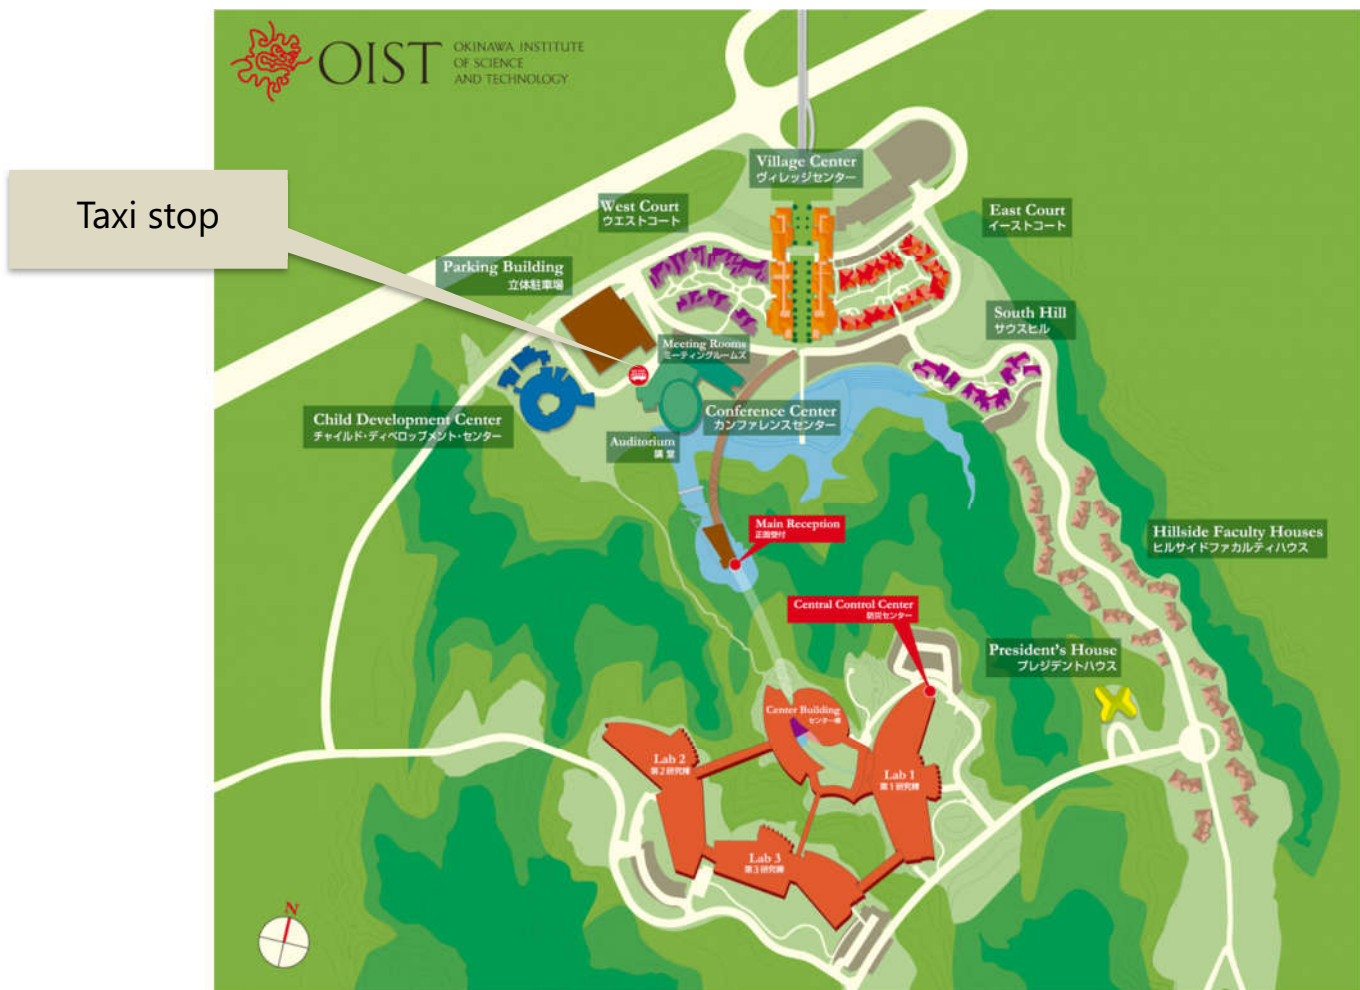 OIST
OKINAWA INSTITUTE
OF SCIENCE
AND TECHNOLOGY
Village Center
ヴィレッジセンター
West Court
ウエストコート
East Court
イーストコート
Taxi stop
Parking Building
立体駐車場
South Hill
サウスヒル
Meeting Rooms
ミーティングルームズ
Child Development Center
チャイルド・ディベロップメント・センター
Conference Center
カンファレンスセンター
Auditorium
講堂
Main Reception
正面受付
Hillside Faculty Houses
ヒルサイドファカルティハウス
Central Control Center
防災センター
President's House
プレジデントハウス
Center Building
センター棟
Lab 2
第2研究棟
Lab 1
第1研究棟
Lab 3
第3研究棟
N